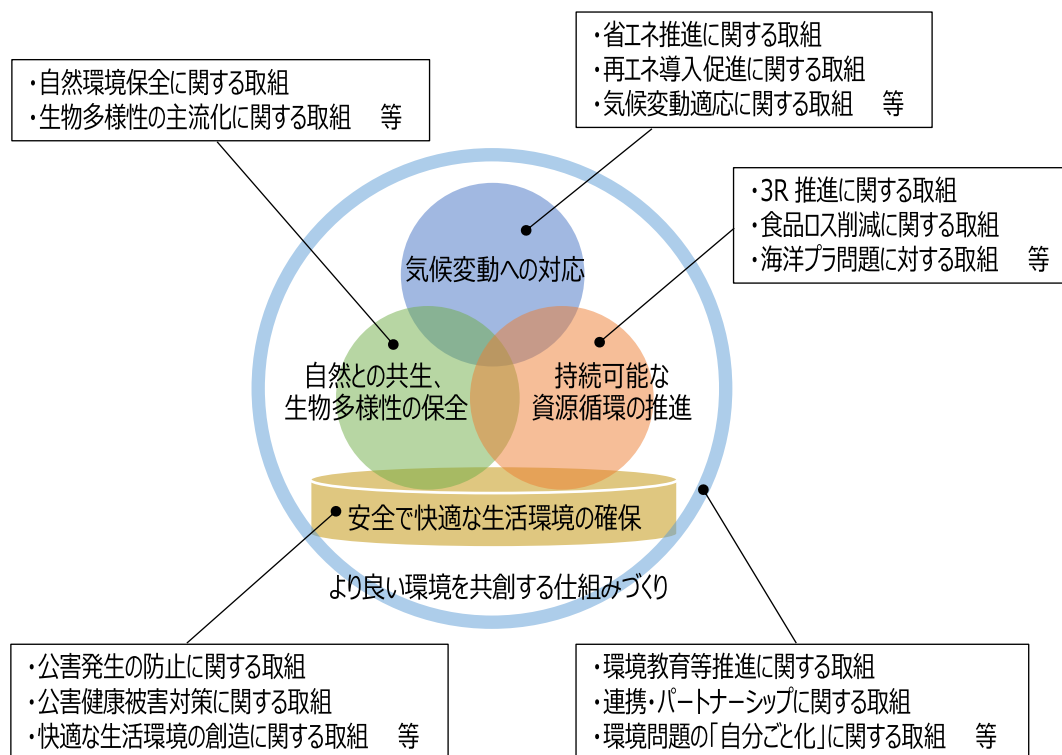 ・省エネ推進に関する取組
・再エネ導入促進に関する取組
・気候変動適応に関する取組　等
・自然環境保全に関する取組
・生物多様性の主流化に関する取組　等
・3R 推進に関する取組
・食品ロス削減に関する取組
・海洋プラ問題に対する取組　等
気候変動への対応
自然との共生、
生物多様性の保全
持続可能な
資源循環の推進
安全で快適な生活環境の確保
より良い環境を共創する仕組みづくり
・公害発生の防止に関する取組
・公害健康被害対策に関する取組
・快適な生活環境の創造に関する取組　等
・環境教育等推進に関する取組
・連携・パートナーシップに関する取組
・環境問題の「自分ごと化」に関する取組　等